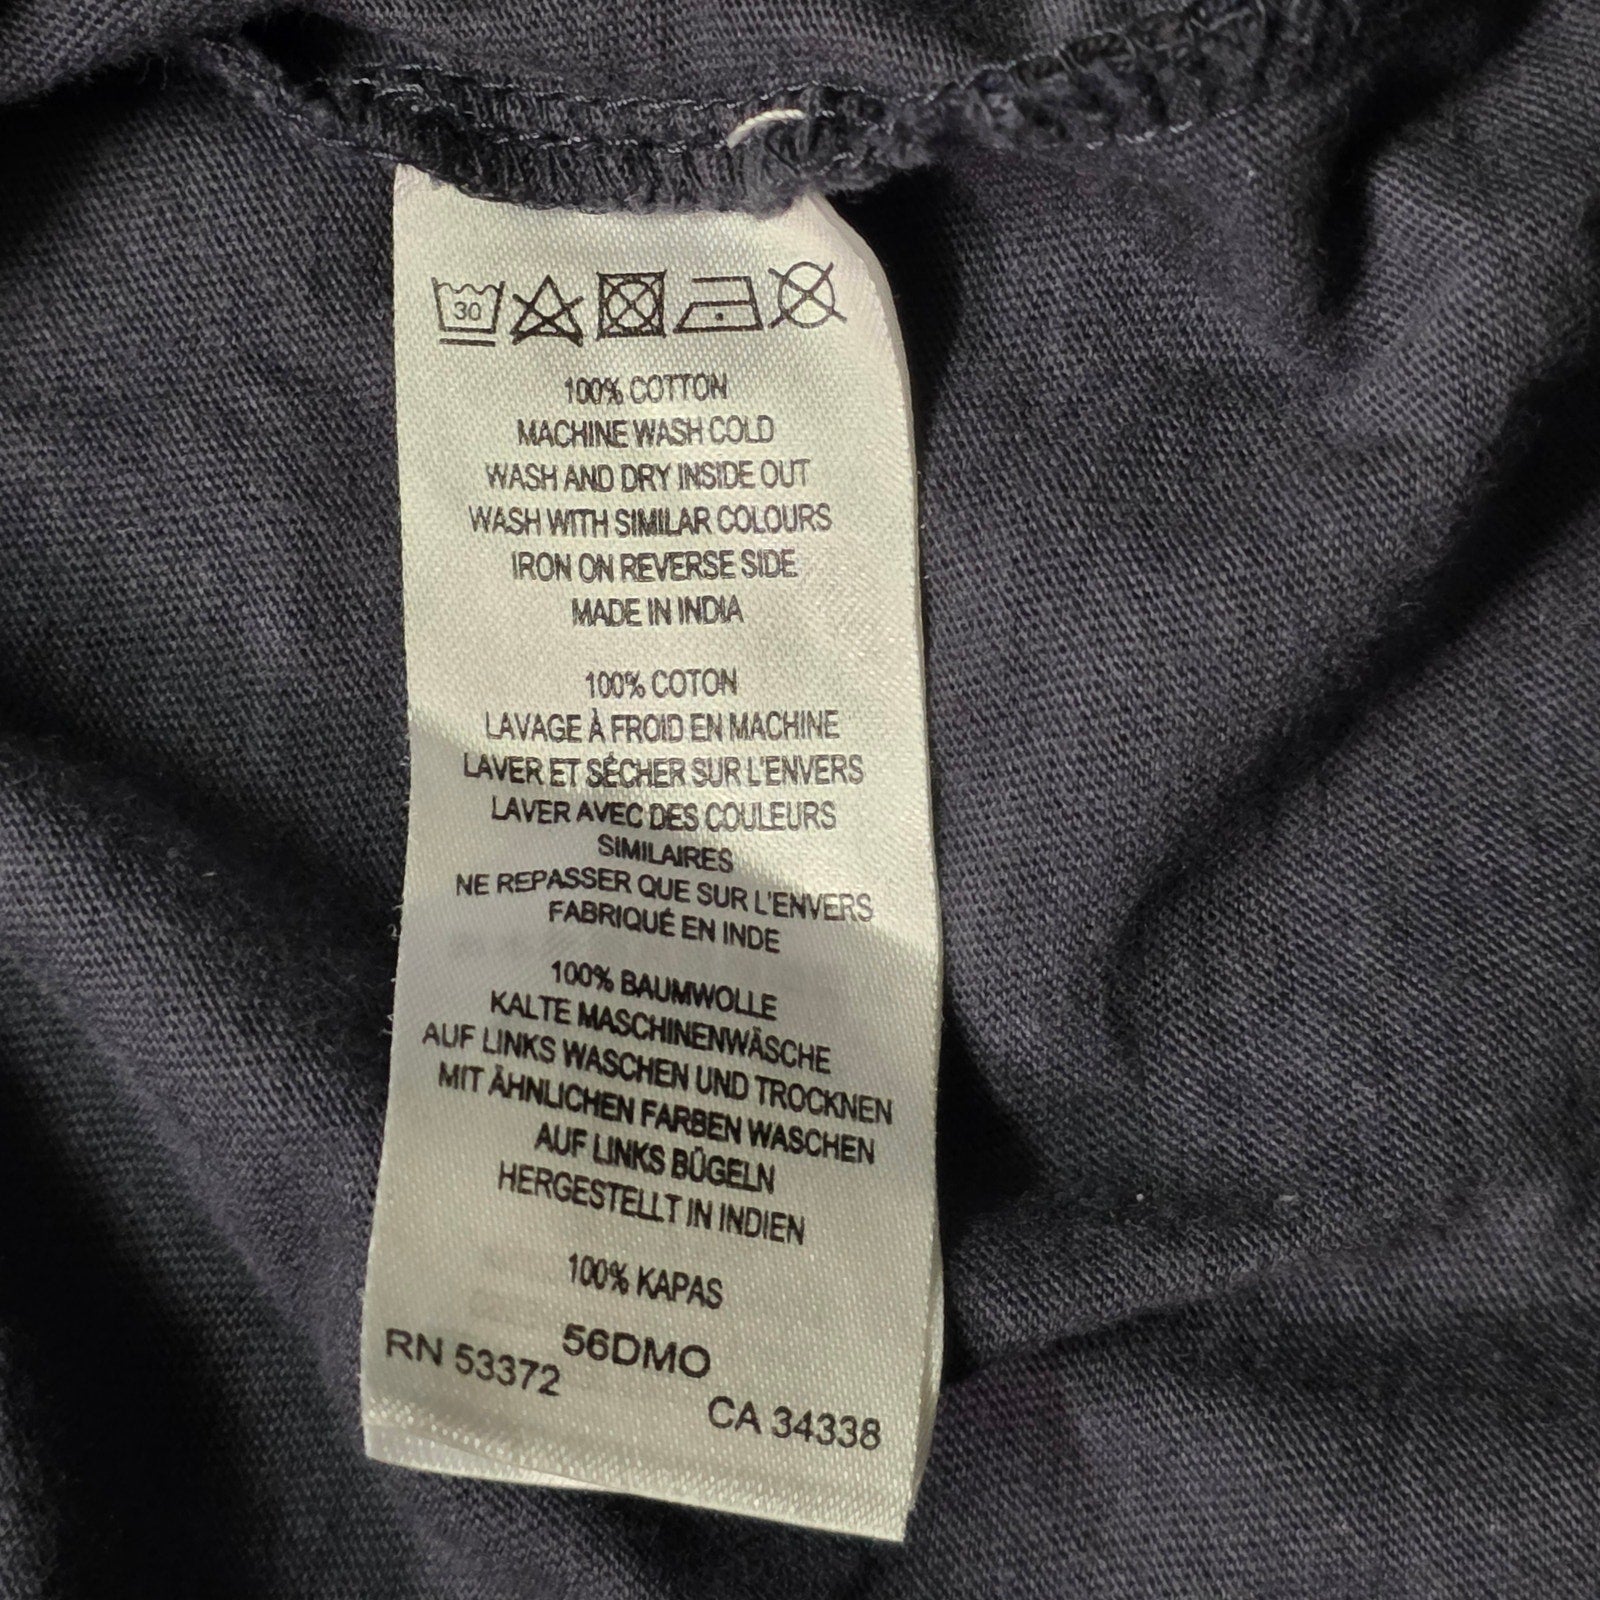 30
100% COTTON
MACHINE WASH COLD
WASH AND DRY INSIDE OUT
WASH WITH SIMILAR COLOURS
IRON ON REVERSE SIDE
MADE IN INDIA
100% COTON
LAVAGE À FROID EN MACHINE
LAVER ET SÉCHER SUR L'ENVERS
LAVER AVEC DES COULEURS
SIMILAIRES
NE REPASSER QUE SUR L'ENVERS
FABRIQUÉ EN INDE
100% BAUMWOLLE
KALTE MASCHINENWÄSCHE
AUF LINKS WASCHEN UND TROCKNEN
MIT ÄHNLICHEN FARBEN WASCHEN
AUF LINKS BÜGELN
HERGESTELLT IN INDIEN
100% KAPAS
56DMO
RN 53372
CA 34338